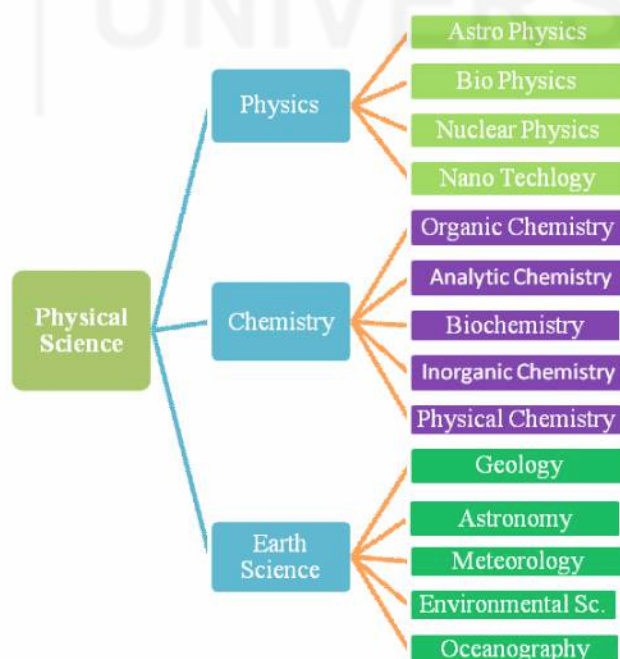 UNIVERS
Astro Physics
Bio Physics
Physics
Nuclear Physics
Nano Techlogy
Organic Chemistry
Analytic Chemistry
Physical
Science
Chemistry
Biochemistry
Inorganic Chemistry
Physical Chemistry
Geology
Astronomy
Earth
Science
Meteorology
Environmental Sc.
Oceanography